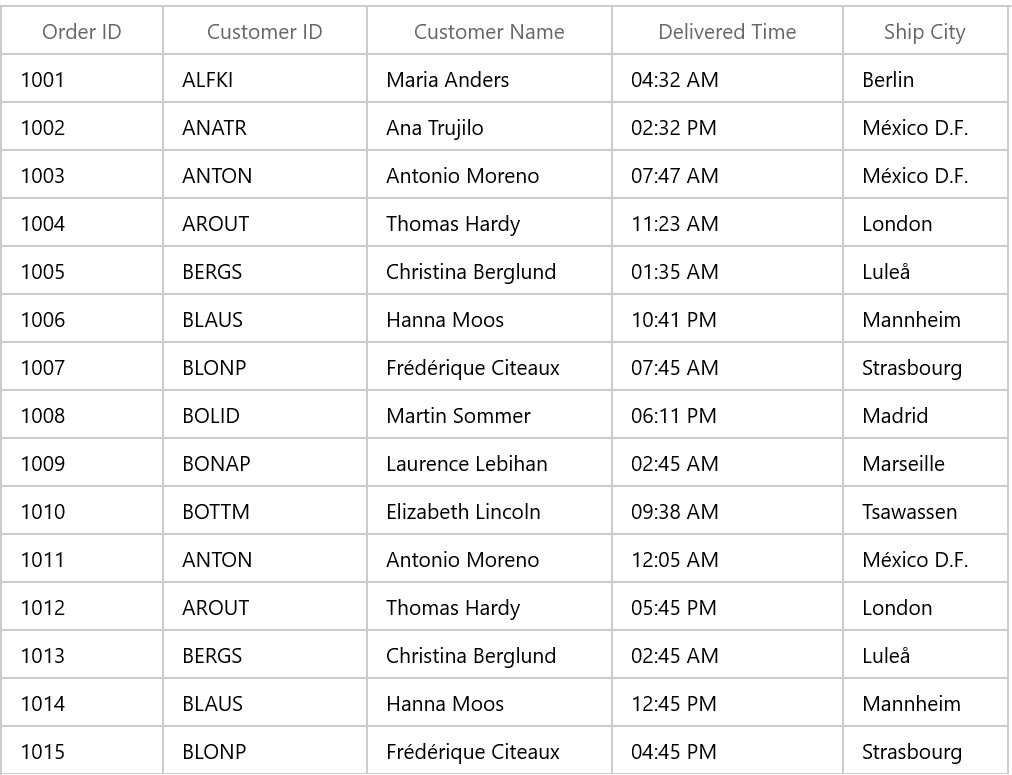 Order ID Customer ID Customer Name Delivered Time Ship City
1001 ALFKI Maria Anders 04:32 AM Berlin
1002 ANATR Ana Trujilo 02:32 PM México D.F.
1003 ANTON Antonio Moreno 07:47 AM México D.F.
1004 AROUT Thomas Hardy 11:23 AM London
1005 BERGS Christina Berglund 01:35 AM Luleå
1006 BLAUS Hanna Moos 10:41 PM Mannheim
1007 BLONP Frédérique Citeaux 07:45 AM Strasbourg
1008 BOLID Martin Sommer 06:11 PM Madrid
1009 BONAP Laurence Lebihan 02:45 AM Marseille
1010 BOTTM Elizabeth Lincoln 09:38 AM Tsawassen
1011 ANTON Antonio Moreno 12:05 AM México D.F.
1012 AROUT Thomas Hardy 05:45 PM London
1013 BERGS Christina Berglund 02:45 AM Luleå
1014 BLAUS Hanna Moos 12:45 PM Mannheim
1015 BLONP Frédérique Citeaux 04:45 PM Strasbourg